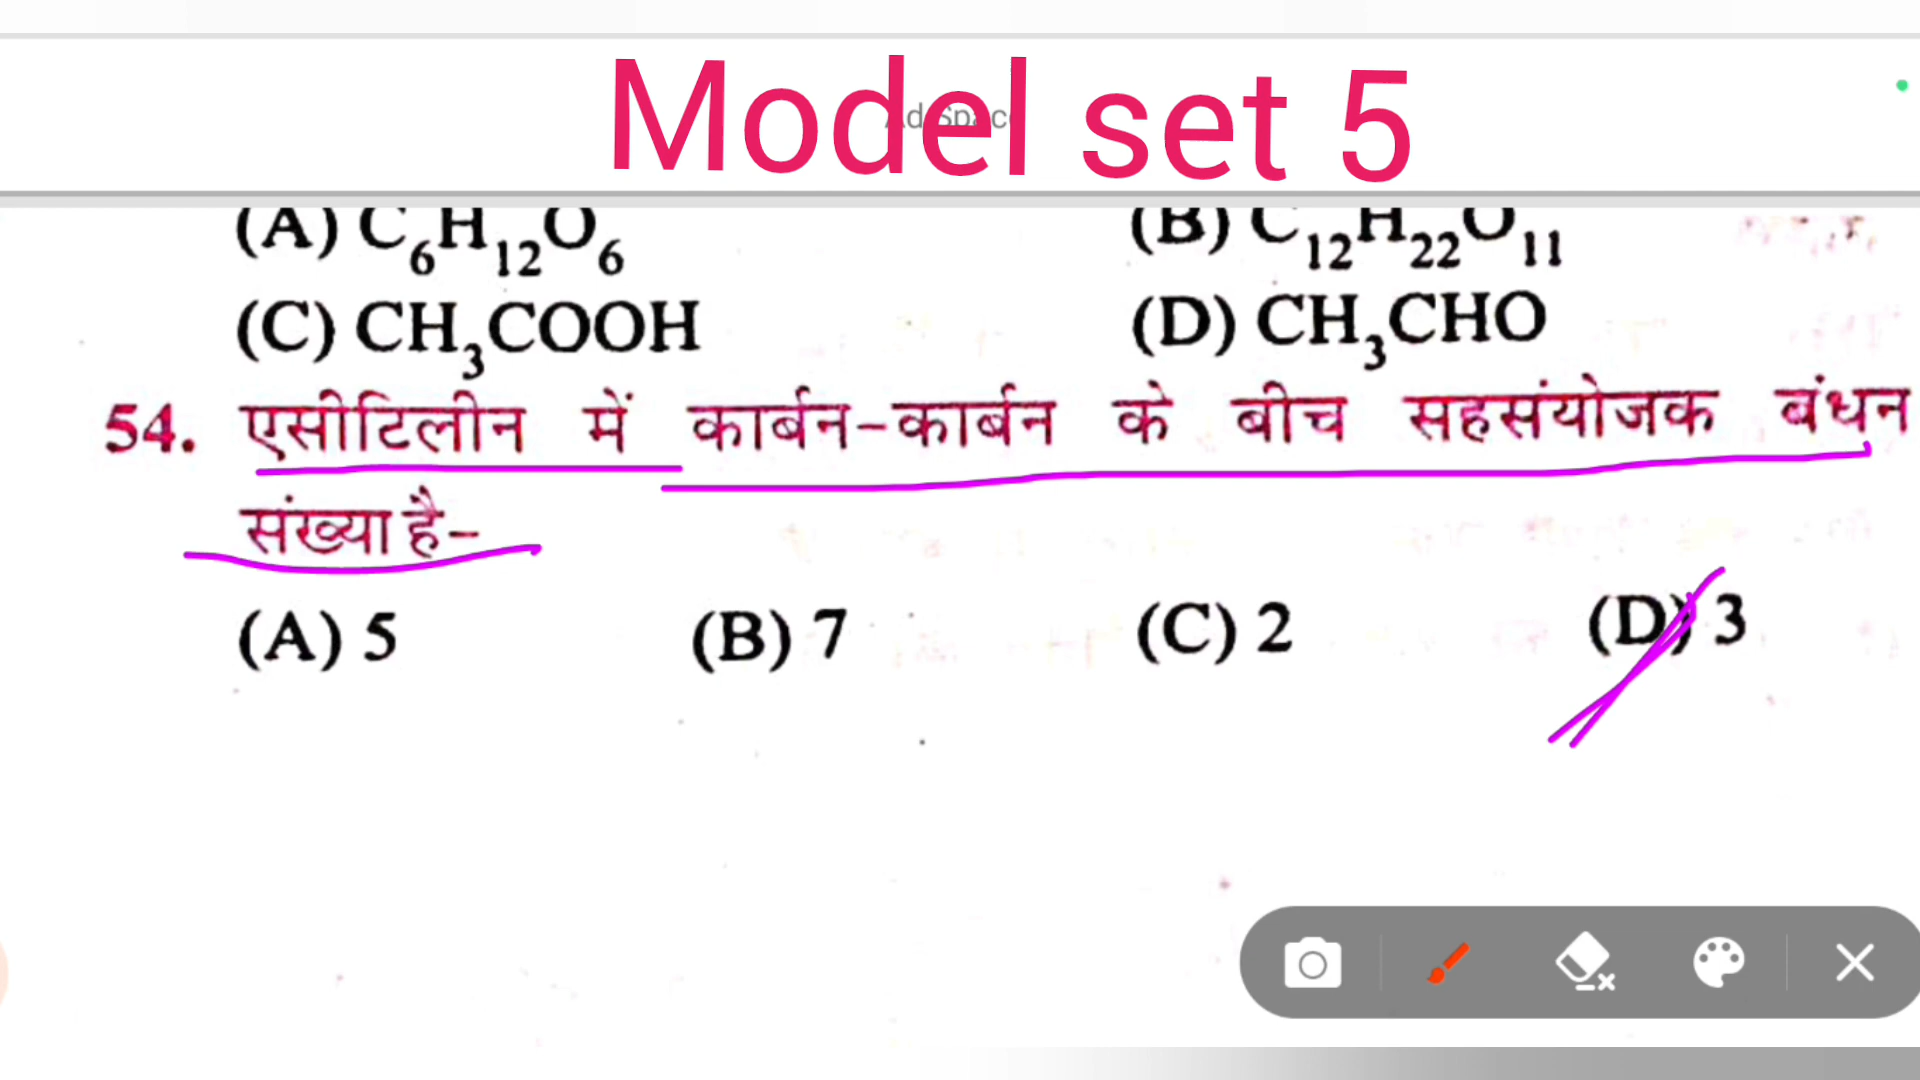 Model set 5
(A) C6H12O6 (B) C12H22O11
(C) CH3COOH (D) CH3CHO
54. एसीटिलीन में कार्बन-कार्बन के बीच सहसंयोजक बंधन
संख्या है-
(A) 5 (B) 7 (C) 2 (D) 3